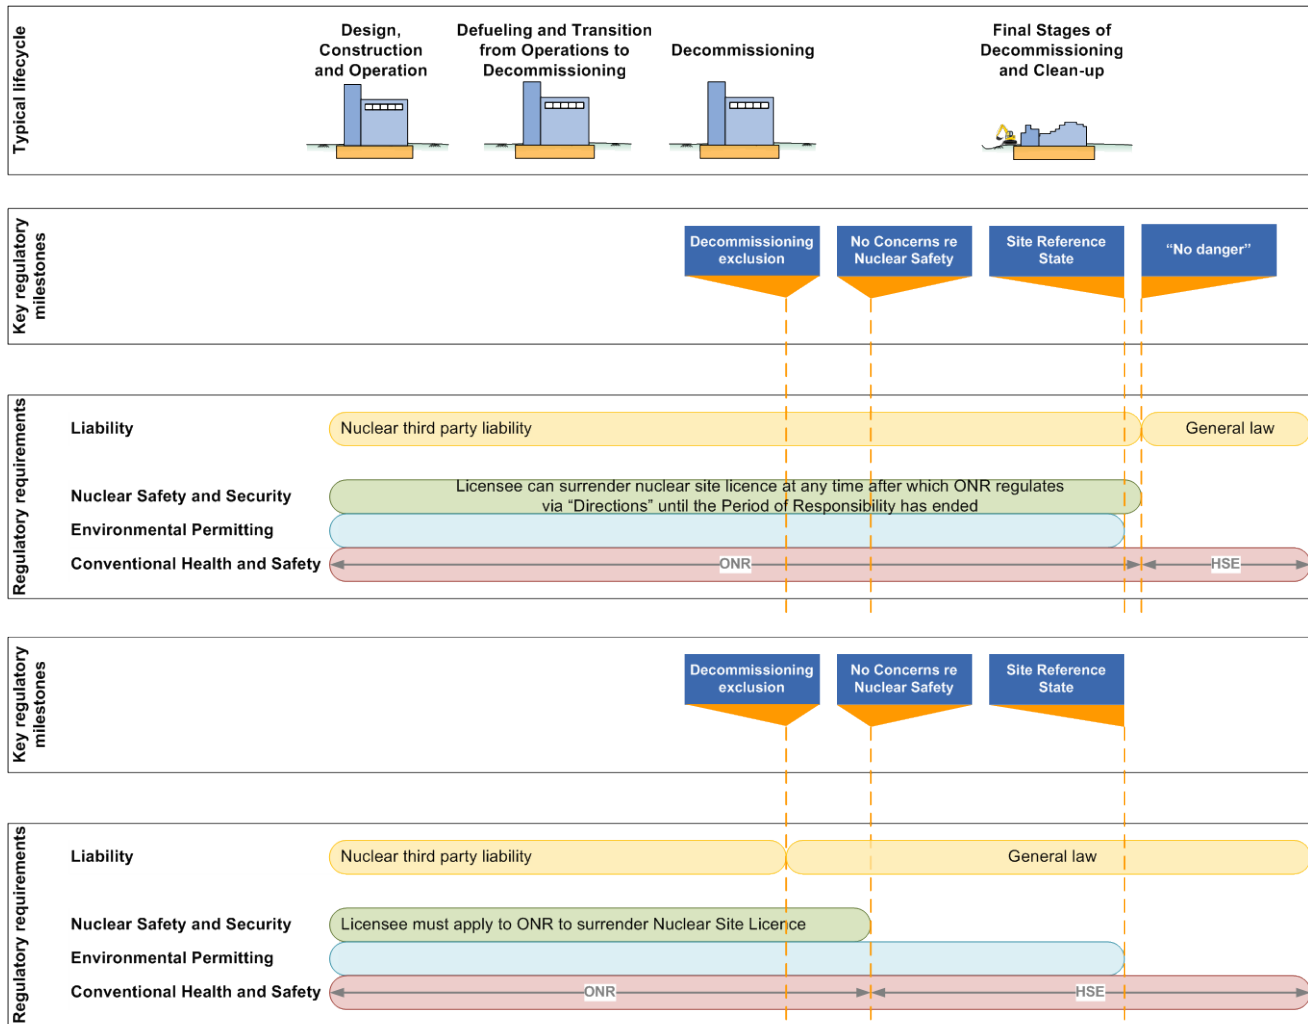 Typical lifecycle
Design,
Construction
and Operation
Defueling and Transition
from Operations to
Decommissioning
Decommissioning
Final Stages of
Decommissioning
and Clean-up
Key regulatory
milestones
Decommissioning
exclusion
No Concerns re
Nuclear Safety
Site Reference
State
“No danger”
Regulatory requirements
Liability
Nuclear third party liability
General law
Nuclear Safety and Security
Licensee can surrender nuclear site licence at any time after which ONR regulates
via “Directions” until the Period of Responsibility has ended
Environmental Permitting
Conventional Health and Safety
ONR
HSE
Key regulatory
milestones
Decommissioning
exclusion
No Concerns re
Nuclear Safety
Site Reference
State
Regulatory requirements
Liability
Nuclear third party liability
General law
Nuclear Safety and Security
Licensee must apply to ONR to surrender Nuclear Site Licence
Environmental Permitting
Conventional Health and Safety
ONR
HSE